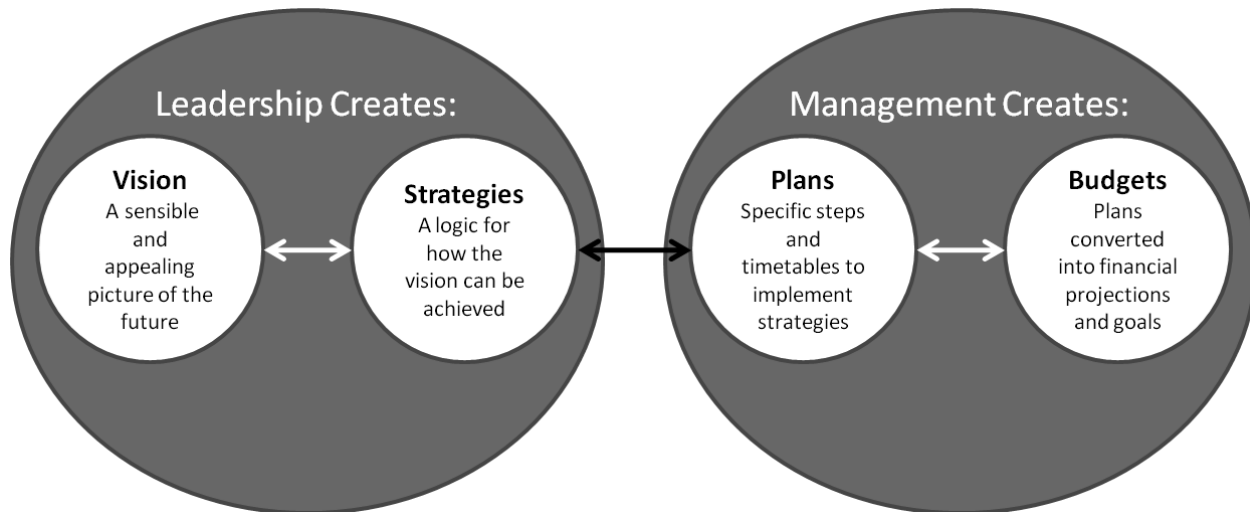 Leadership Creates:
Vision
A sensible
and
appealing
picture of the
future
Strategies
A logic for
how the
vision can be
achieved
Management Creates:
Plans
Specific steps
and
timetables to
implement
strategies
Budgets
Plans
converted
into financial
projections
and goals